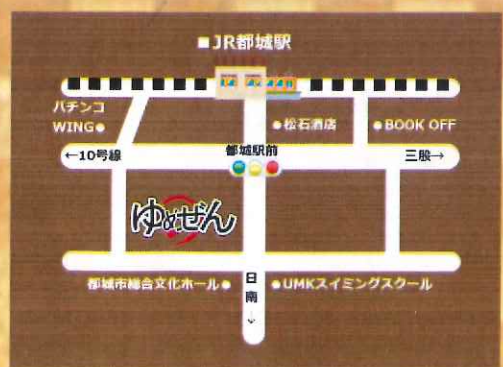 ■JR都城駅
パチンコ
WING●
●松石酒店
●BOOK OFF
←10号線
都城駅前
三股→
ゆめぜん
都城市総合文化ホール●
日南↓
●UMKスイミングスクール